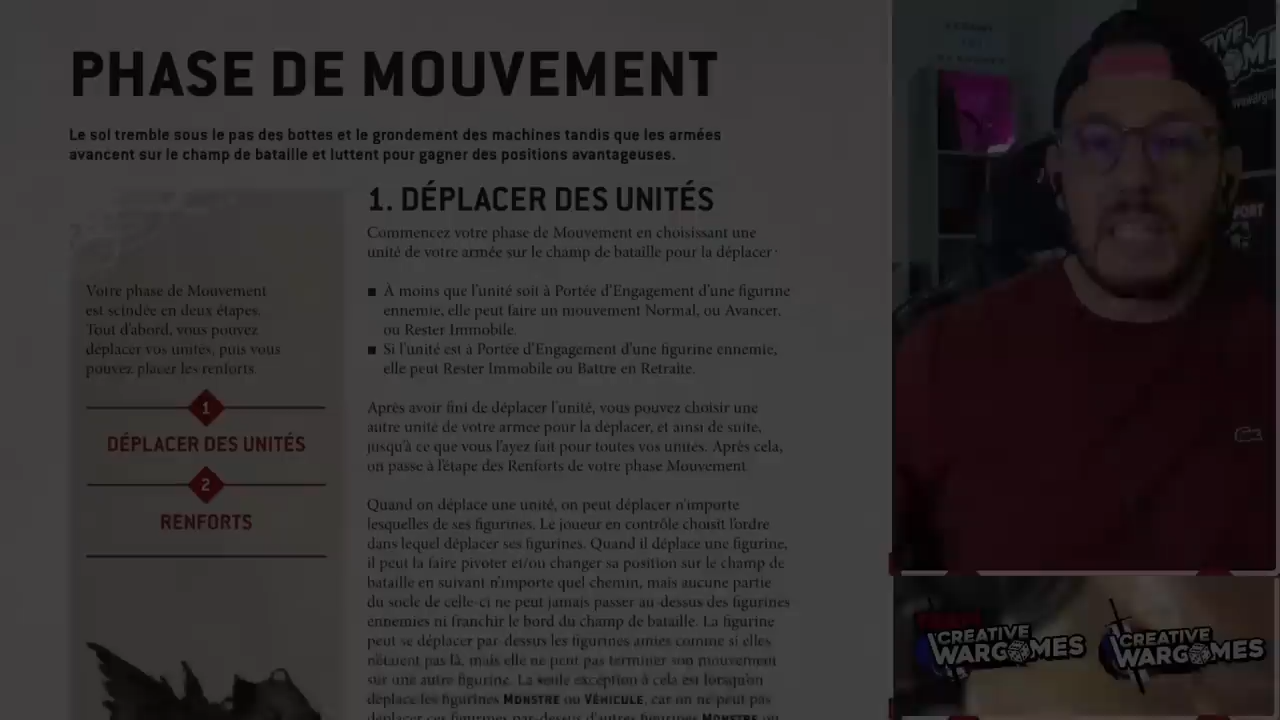 PHASE DE MOUVEMENT
Le sol tremble sous le pas des bottes et le grondement des machines tandis que les armées
avancent sur le champ de bataille et luttent pour gagner des positions avantageuses.
Votre phase de Mouvement
est scindée en deux étapes.
Tout d'abord, vous pouvez
déplacer vos unités, puis vous
pouvez placer les renforts.
1
DÉPLACER DES UNITÉS
2
RENFORTS
1. DÉPLACER DES UNITÉS
Commencez votre phase de Mouvement en choisissant une
unité de votre armée sur le champ de bataille pour la déplacer :
■ À moins que l'unité soit à Portée d'Engagement d'une figurine
ennemie, elle peut faire un mouvement Normal, ou Avancer,
ou Rester Immobile.
■ Si l'unité est à Portée d'Engagement d'une figurine ennemie,
elle peut Rester Immobile ou Battre en Retraite.
Après avoir fini de déplacer l'unité, vous pouvez choisir une
autre unité de votre armée pour la déplacer, et ainsi de suite,
jusqu'à ce que vous l'ayez fait pour toutes vos unités. Après cela,
on passe à l'étape des Renforts de votre phase Mouvement.
Quand on déplace une unité, on peut déplacer n'importe
lesquelles de ses figurines. Le joueur en contrôle choisit l'ordre
dans lequel déplacer ses figurines. Quand il déplace une figurine,
il peut la faire pivoter et/ou changer sa position sur le champ de
bataille en suivant n'importe quel chemin, mais aucune partie
du socle de celle-ci ne peut jamais passer au-dessus des figurines
ennemies ni franchir le bord du champ de bataille. La figurine
peut se déplacer par-dessus les figurines amies comme si elles
n'étaient pas là, mais elle ne peut pas terminer son mouvement
sur une autre figurine. La seule exception à cela est lorsqu'on
déplace les figurines MONSTRE ou VÉHICULE, car on ne peut pas
déplacer ces figurines par-dessus d'autres figurines MONSTRE ou
CREATIVE
WARGAMES
CREATIVE
WARGAMES